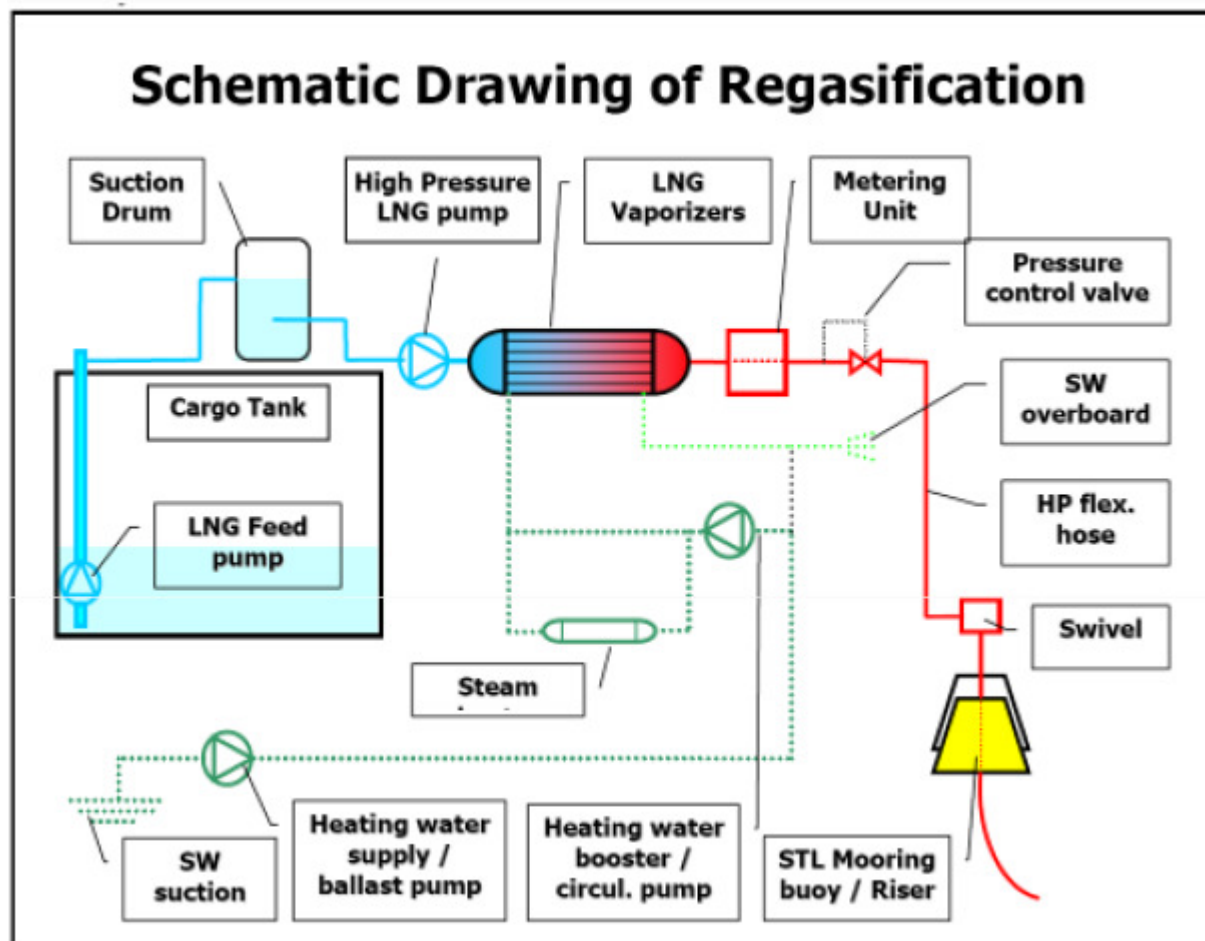 Schematic Drawing of Regasification
Suction
Drum
High Pressure
LNG pump
LNG
Vaporizers
Metering
Unit
Pressure
control valve
Cargo Tank
SW
overboard
LNG Feed
pump
HP flex.
hose
Swivel
Steam
SW
suction
Heating water
supply /
ballast pump
Heating water
booster /
circul. pump
STL Mooring
buoy / Riser